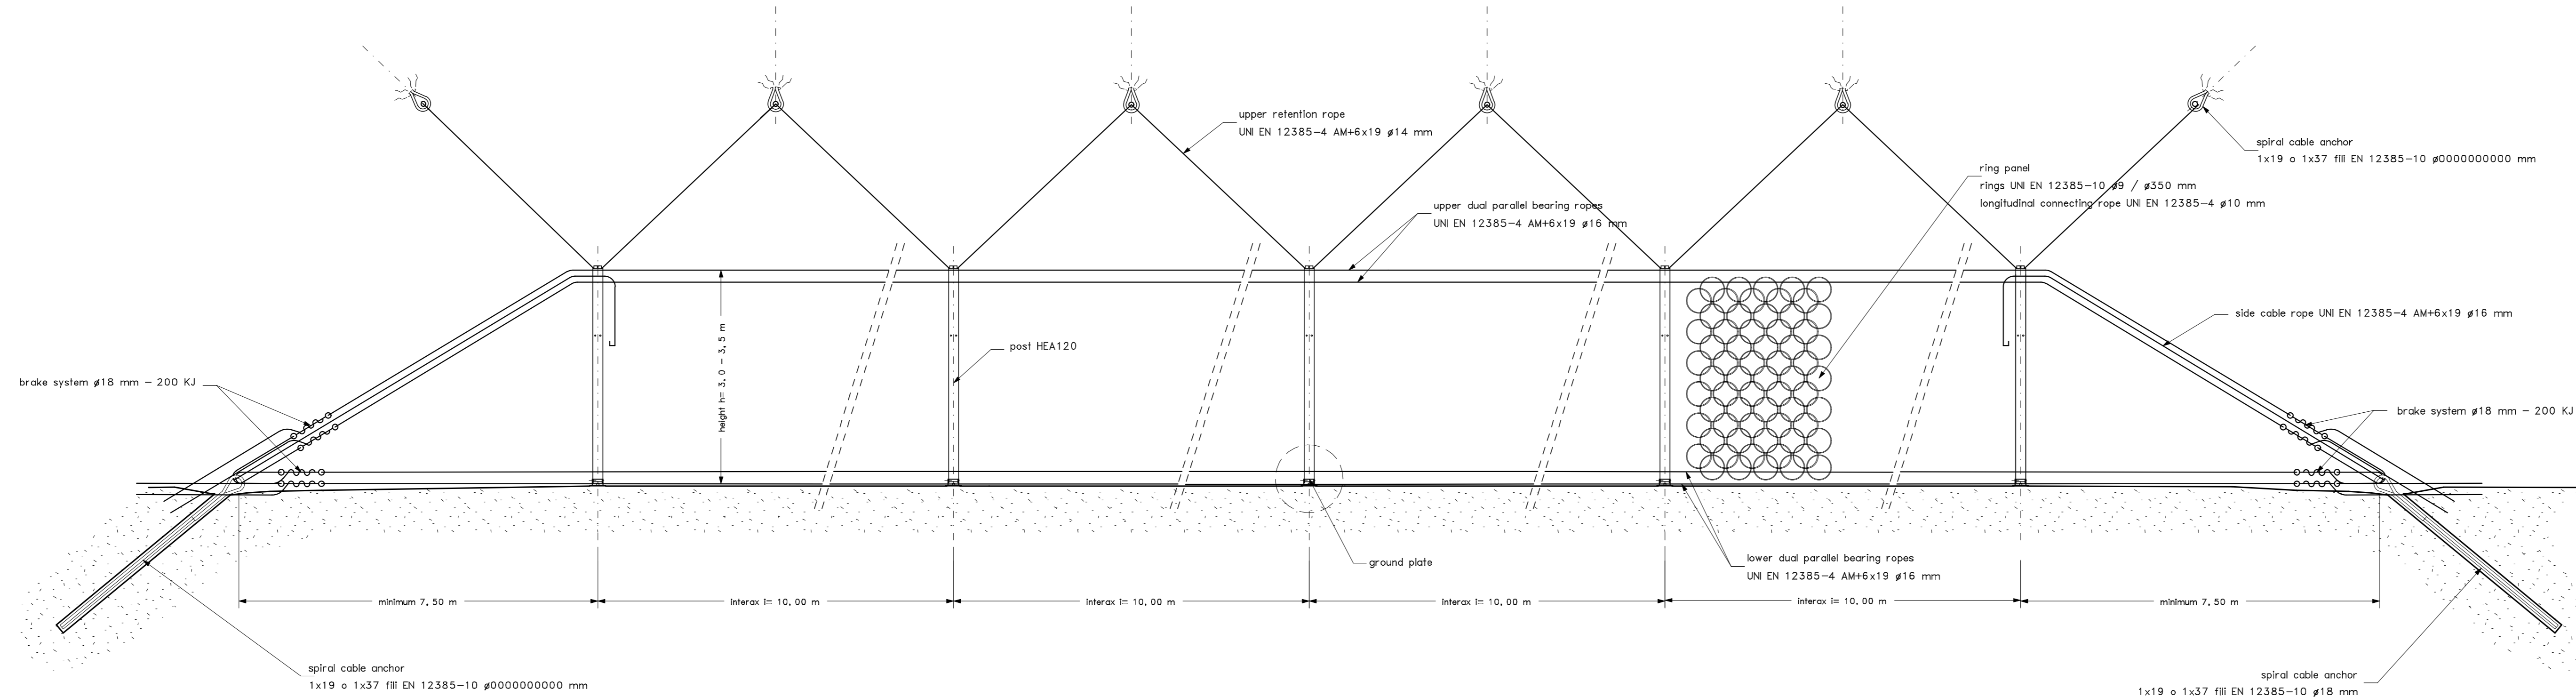 upper retention rope
UNI EN 12385-4 AM+6x19 ø14 mm
spiral cable anchor
1x19 o 1x37 fili EN 12385-10 ø0000000000 mm
ring panel
rings UNI EN 12385-10 ø9 / ø350 mm
longitudinal connecting rope UNI EN 12385-4 ø10 mm
upper dual parallel bearing ropes
UNI EN 12385-4 AM+6x19 ø16 mm
side cable rope UNI EN 12385-4 AM+6x19 ø16 mm
height h= 3,0 - 3,5 m
post HEA120
brake system ø18 mm - 200 KJ
brake system ø18 mm - 200 KJ
ground plate
lower dual parallel bearing ropes
UNI EN 12385-4 AM+6x19 ø16 mm
minimum 7,50 m
interax i= 10,00 m
interax i= 10,00 m
interax i= 10,00 m
interax i= 10,00 m
minimum 7,50 m
spiral cable anchor
1x19 o 1x37 fili EN 12385-10 ø0000000000 mm
spiral cable anchor
1x19 o 1x37 fili EN 12385-10 ø18 mm